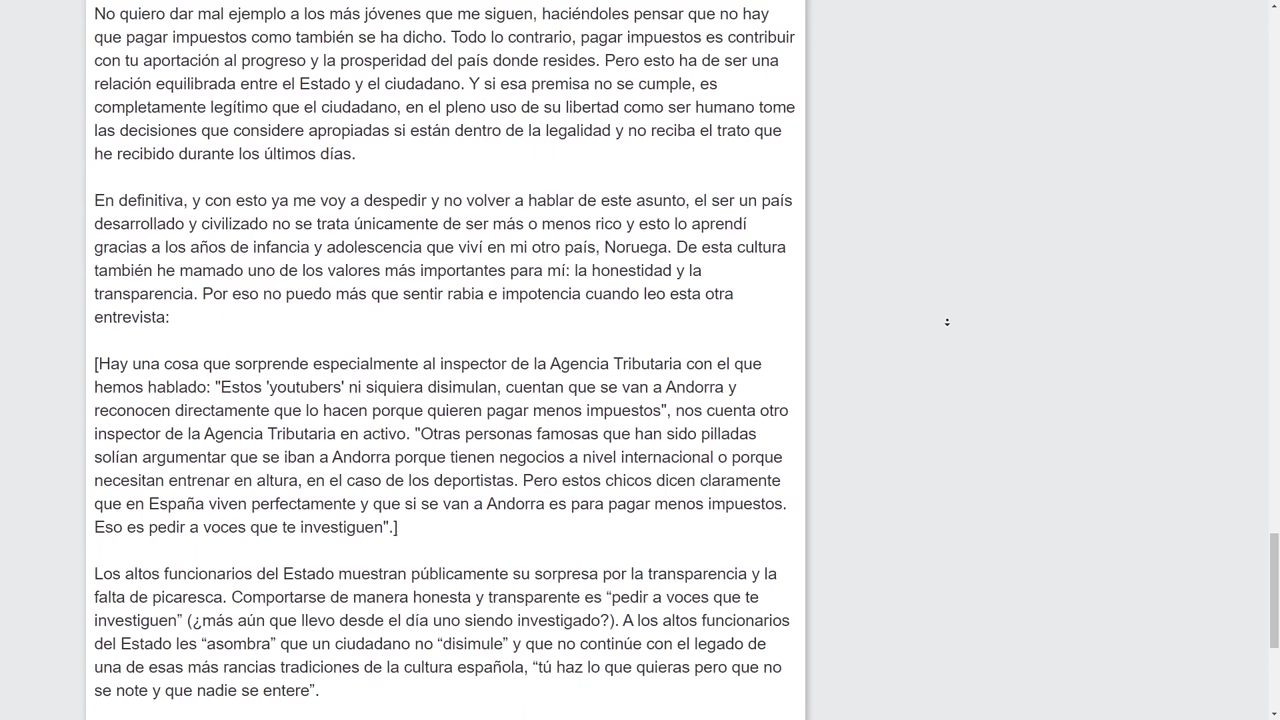 No quiero dar mal ejemplo a los más jóvenes que me siguen, haciéndoles pensar que no hay
que pagar impuestos como también se ha dicho. Todo lo contrario, pagar impuestos es contribuir
con tu aportación al progreso y la prosperidad del país donde resides. Pero esto ha de ser una
relación equilibrada entre el Estado y el ciudadano. Y si esa premisa no se cumple, es
completamente legítimo que el ciudadano, en el pleno uso de su libertad como ser humano tome
las decisiones que considere apropiadas si están dentro de la legalidad y no reciba el trato que
he recibido durante los últimos días.
En definitiva, y con esto ya me voy a despedir y no volver a hablar de este asunto, el ser un país
desarrollado y civilizado no se trata únicamente de ser más o menos rico y esto lo aprendí
gracias a los años de infancia y adolescencia que viví en mi otro país, Noruega. De esta cultura
también he mamado uno de los valores más importantes para mí: la honestidad y la
transparencia. Por eso no puedo más que sentir rabia e impotencia cuando leo esta otra
entrevista:
[Hay una cosa que sorprende especialmente al inspector de la Agencia Tributaria con el que
hemos hablado: "Estos 'youtubers' ni siquiera disimulan, cuentan que se van a Andorra y
reconocen directamente que lo hacen porque quieren pagar menos impuestos", nos cuenta otro
inspector de la Agencia Tributaria en activo. "Otras personas famosas que han sido pilladas
solían argumentar que se iban a Andorra porque tienen negocios a nivel internacional o porque
necesitan entrenar en altura, en el caso de los deportistas. Pero estos chicos dicen claramente
que en España viven perfectamente y que si se van a Andorra es para pagar menos impuestos.
Eso es pedir a voces que te investiguen".]
Los altos funcionarios del Estado muestran públicamente su sorpresa por la transparencia y la
falta de picaresca. Comportarse de manera honesta y transparente es “pedir a voces que te
investiguen” (¿más aún que llevo desde el día uno siendo investigado?). A los altos funcionarios
del Estado les “asombra” que un ciudadano no “disimule” y que no continúe con el legado de
una de esas más rancias tradiciones de la cultura española, “tú haz lo que quieras pero que no
se note y que nadie se entere”.